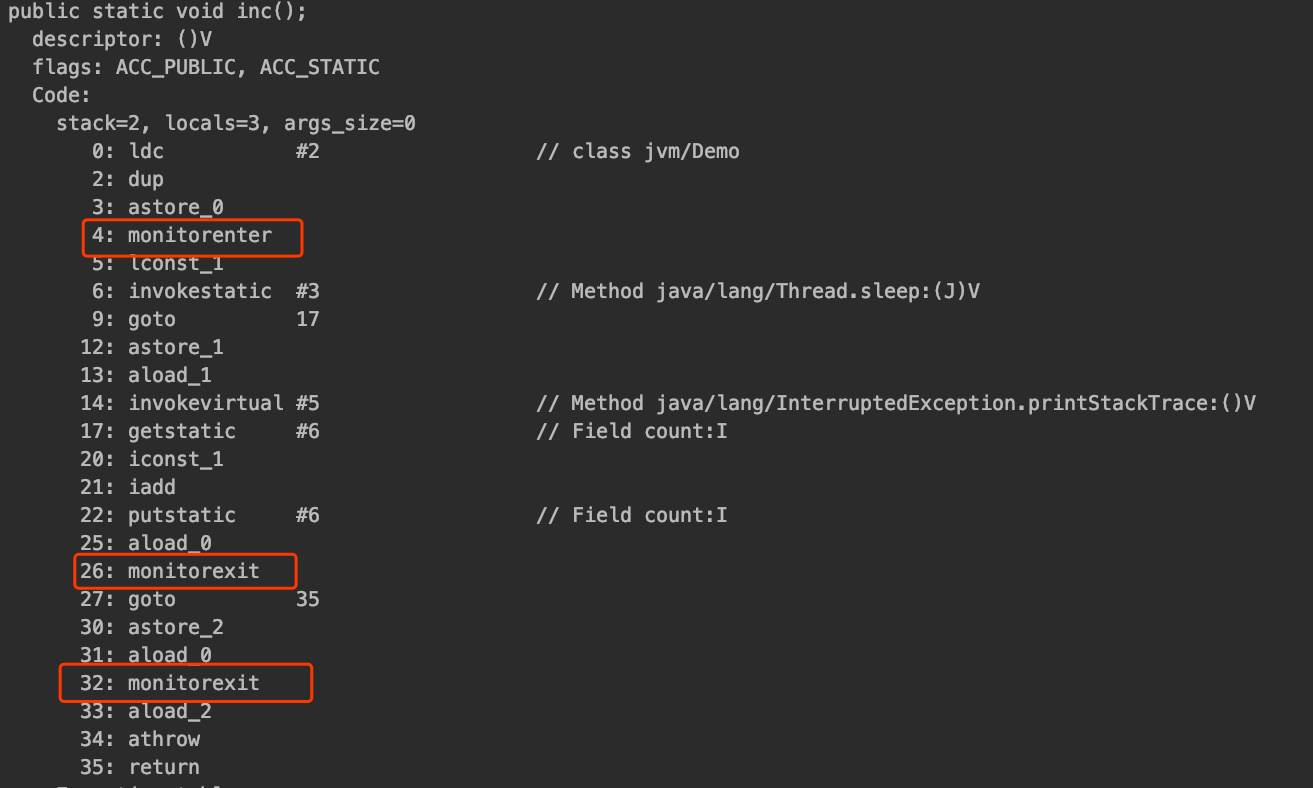 public static void inc();
  descriptor: ()V
  flags: ACC_PUBLIC, ACC_STATIC
  Code:
    stack=2, locals=3, args_size=0
       0: ldc           #2                  // class jvm/Demo
       2: dup
       3: astore_0
       4: monitorenter
       5: lconst_1
       6: invokestatic  #3                  // Method java/lang/Thread.sleep:(J)V
       9: goto          17
      12: astore_1
      13: aload_1
      14: invokevirtual #5                  // Method java/lang/InterruptedException.printStackTrace:()V
      17: getstatic     #6                  // Field count:I
      20: iconst_1
      21: iadd
      22: putstatic     #6                  // Field count:I
      25: aload_0
      26: monitorexit
      27: goto          35
      30: astore_2
      31: aload_0
      32: monitorexit
      33: aload_2
      34: athrow
      35: return